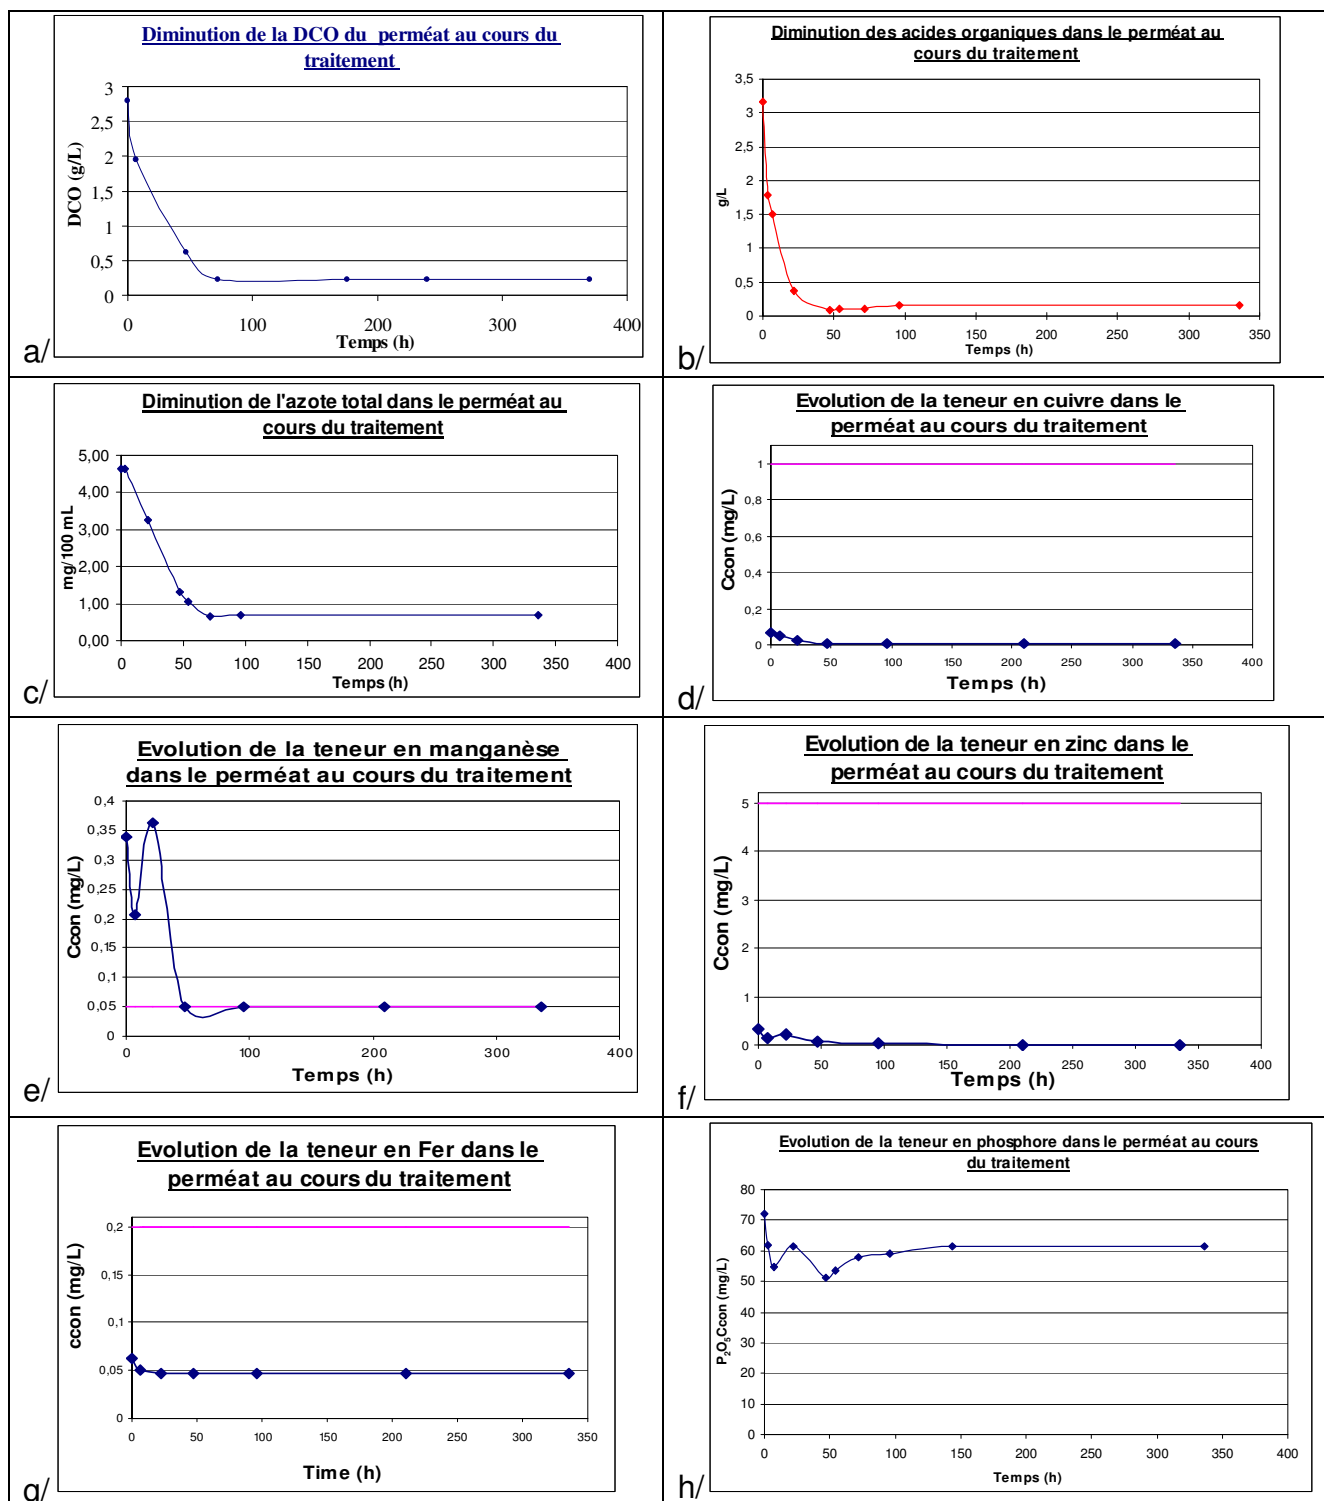 Diminution de la DCO du perméat au cours du
traitement
DCO (g/L)
3
2,5
2
1,5
1
0,5
0
0 100 200 300 400
Temps (h)
a/
Diminution des acides organiques dans le perméat au
cours du traitement
g/L
3,5
3
2,5
2
1,5
1
0,5
0
0 50 100 150 200 250 300 350
Temps (h)
b/
Diminution de l'azote total dans le perméat au
cours du traitement
mg/100 mL
5,00
4,00
3,00
2,00
1,00
0,00
0 50 100 150 200 250 300 350 400
Temps (h)
c/
Evolution de la teneur en cuivre dans le
perméat au cours du traitement
Ccon (mg/L)
1
0,8
0,6
0,4
0,2
0
0 50 100 150 200 250 300 350 400
Temps (h)
d/
Evolution de la teneur en manganèse
dans le perméat au cours du traitement
Ccon (mg/L)
0,4
0,35
0,3
0,25
0,2
0,15
0,1
0,05
0
0 100 200 300 400
Temps (h)
e/
Evolution de la teneur en zinc dans le
perméat au cours du traitement
Ccon (mg/L)
5
4
3
2
1
0
0 50 100 150 200 250 300 350 400
Temps (h)
f/
Evolution de la teneur en Fer dans le
perméat au cours du traitement
ccon (mg/L)
0,2
0,15
0,1
0,05
0
0 50 100 150 200 250 300 350
Time (h)
g/
Evolution de la teneur en phosphore dans le perméat au cours
du traitement
P₂O₅Ccon (mg/L)
80
70
60
50
40
30
20
10
0
0 50 100 150 200 250 300 350 400
Temps (h)
h/